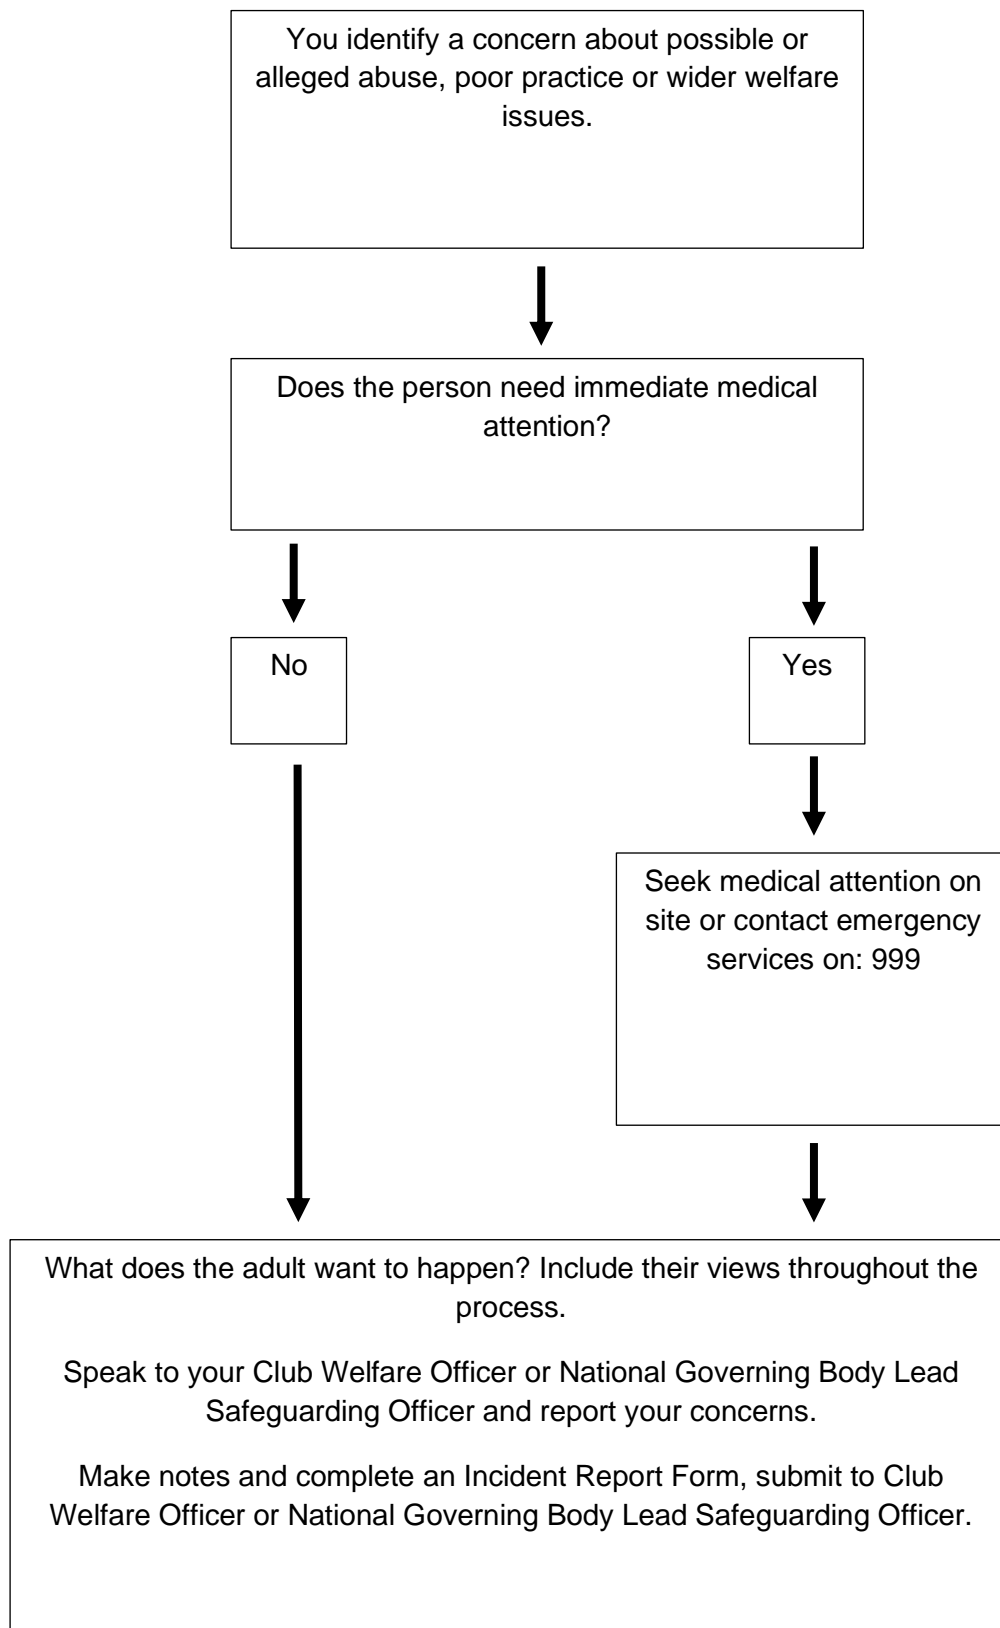 You identify a concern about possible or
alleged abuse, poor practice or wider welfare
issues.
Does the person need immediate medical
attention?
No
Yes
Seek medical attention on
site or contact emergency
services on: 999
What does the adult want to happen? Include their views throughout the
process.
Speak to your Club Welfare Officer or National Governing Body Lead
Safeguarding Officer and report your concerns.
Make notes and complete an Incident Report Form, submit to Club
Welfare Officer or National Governing Body Lead Safeguarding Officer.